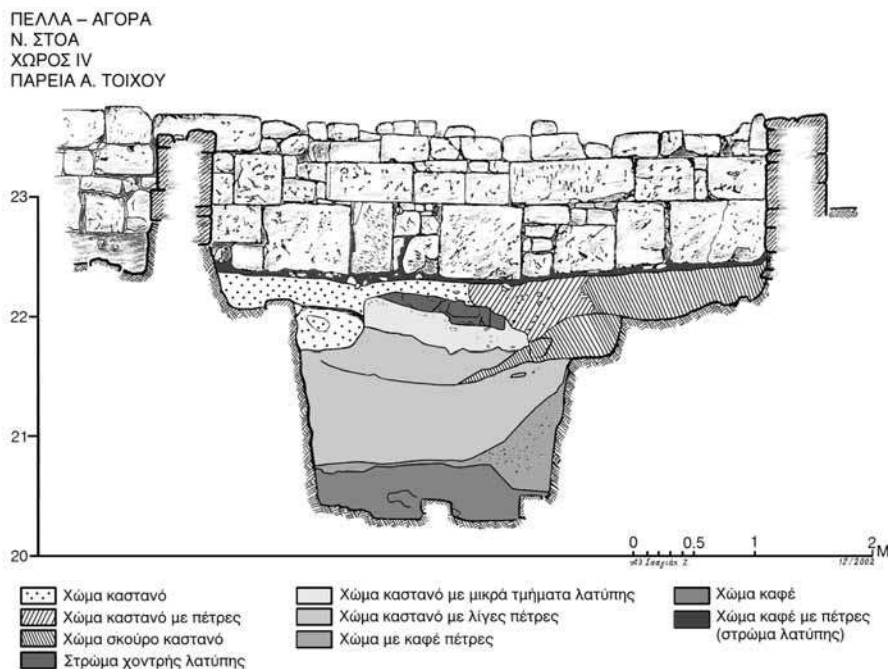 ΠΕΛΛΑ – ΑΓΟΡΑ
Ν. ΣΤΟΑ
ΧΩΡΟΣ IV
ΠΑΡΕΙΑ Α. ΤΟΙΧΟΥ
23
22
21
20
0 0.5 1 2 M
12/2002
Χώμα καστανό
Χώμα καστανό με πέτρες
Χώμα σκούρο καστανό
Στρώμα χοντρής λατύπης
Χώμα καστανό με μικρά τμήματα λατύπης
Χώμα καστανό με λίγες πέτρες
Χώμα με καφέ πέτρες
Χώμα καφέ
Χώμα καφέ με πέτρες
(στρώμα λατύπης)